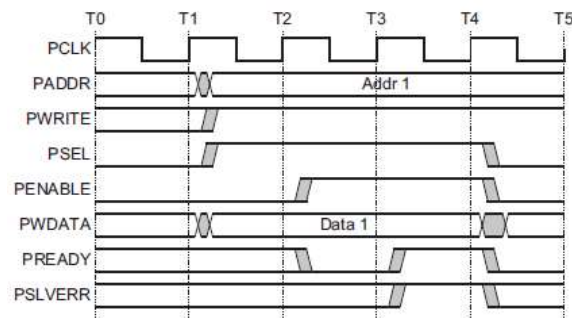 T0 T1 T2 T3 T4 T5
PCLK
PADDR Addr 1
PWRITE
PSEL
PENABLE
PWDATA Data 1
PREADY
PSLVERR